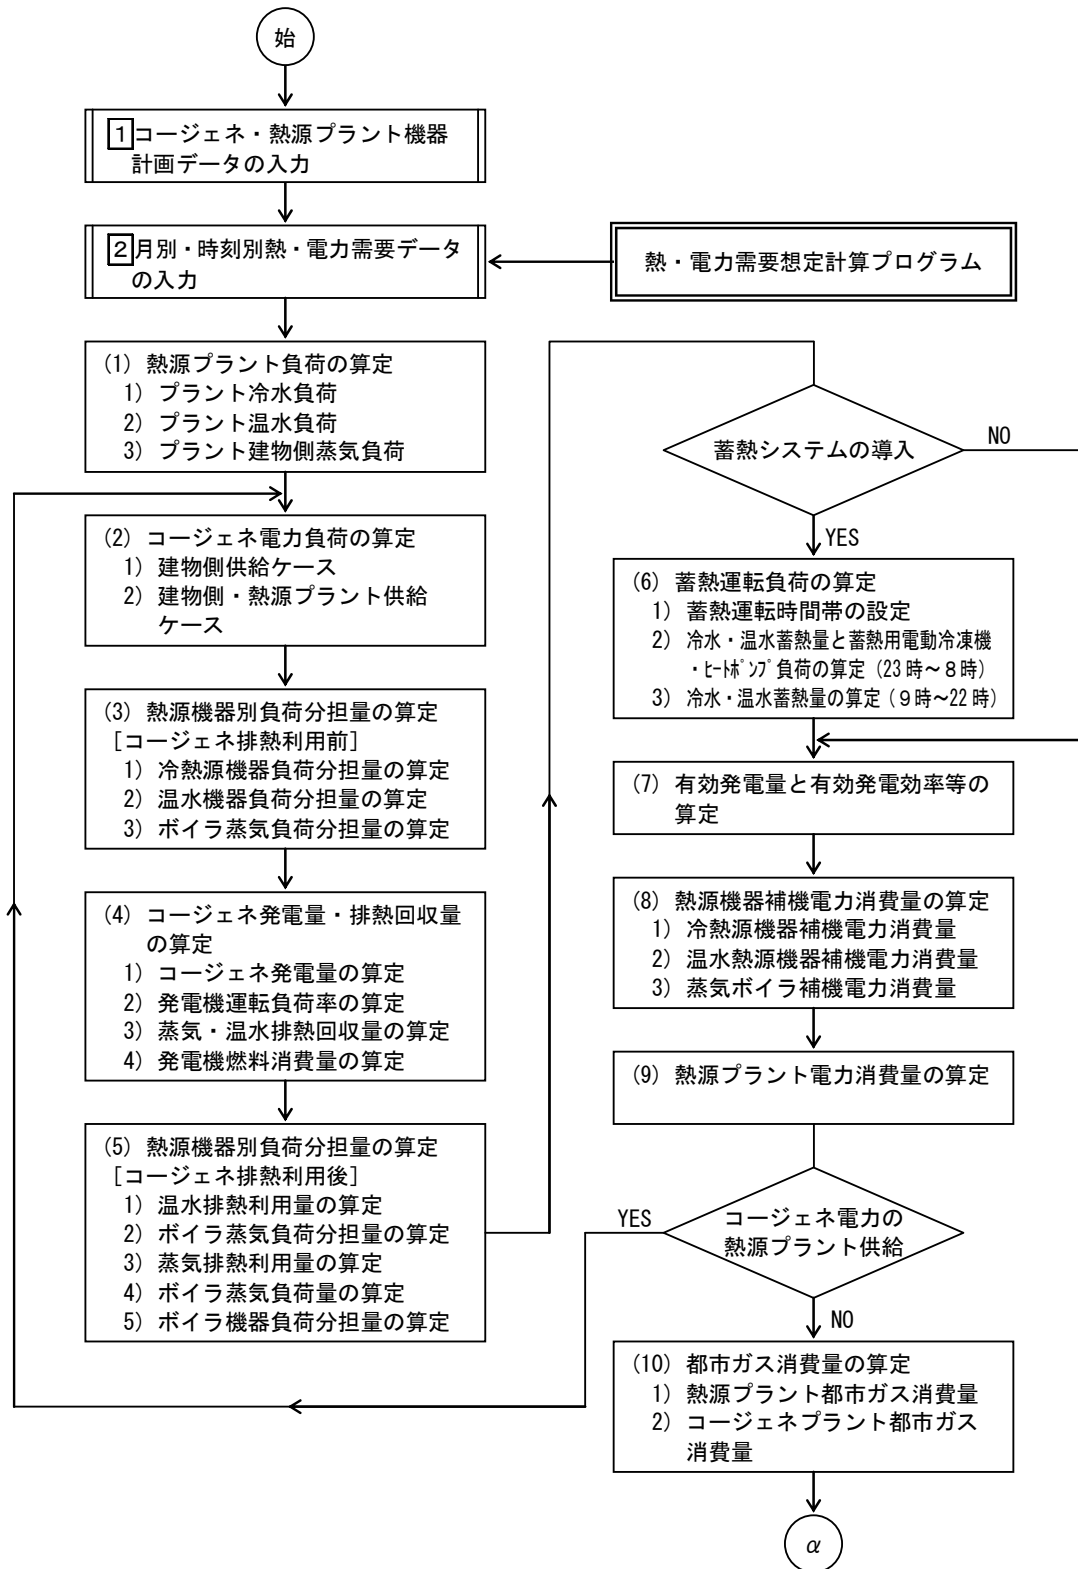 始
1 コージェネ・熱源プラント機器
計画データの入力
2 月別・時刻別熱・電力需要データ
の入力
熱・電力需要想定計算プログラム
(1) 熱源プラント負荷の算定
1) プラント冷水負荷
2) プラント温水負荷
3) プラント建物側蒸気負荷
(2) コージェネ電力負荷の算定
1) 建物側供給ケース
2) 建物側・熱源プラント供給
ケース
(3) 熱源機器別負荷分担量の算定
[コージェネ排熱利用前]
1) 冷熱源機器負荷分担量の算定
2) 温水機器負荷分担量の算定
3) ボイラ蒸気負荷分担量の算定
(4) コージェネ発電量・排熱回収量
の算定
1) コージェネ発電量の算定
2) 発電機運転負荷率の算定
3) 蒸気・温水排熱回収量の算定
4) 発電機燃料消費量の算定
(5) 熱源機器別負荷分担量の算定
[コージェネ排熱利用後]
1) 温水排熱利用量の算定
2) ボイラ蒸気負荷分担量の算定
3) 蒸気排熱利用量の算定
4) ボイラ蒸気負荷量の算定
5) ボイラ機器負荷分担量の算定
蓄熱システムの導入
NO
YES
(6) 蓄熱運転負荷の算定
1) 蓄熱運転時間帯の設定
2) 冷水・温水蓄熱量と蓄熱用電動冷凍機
・ﾋｰﾄﾎﾟﾝﾌﾟ負荷の算定(23時～8時)
3) 冷水・温水蓄熱量の算定(9時～22時)
(7) 有効発電量と有効発電効率等の
算定
(8) 熱源機器補機電力消費量の算定
1) 冷熱源機器補機電力消費量
2) 温水熱源機器補機電力消費量
3) 蒸気ボイラ補機電力消費量
(9) 熱源プラント電力消費量の算定
コージェネ電力の
熱源プラント供給
YES
NO
(10) 都市ガス消費量の算定
1) 熱源プラント都市ガス消費量
2) コージェネプラント都市ガス
消費量
α